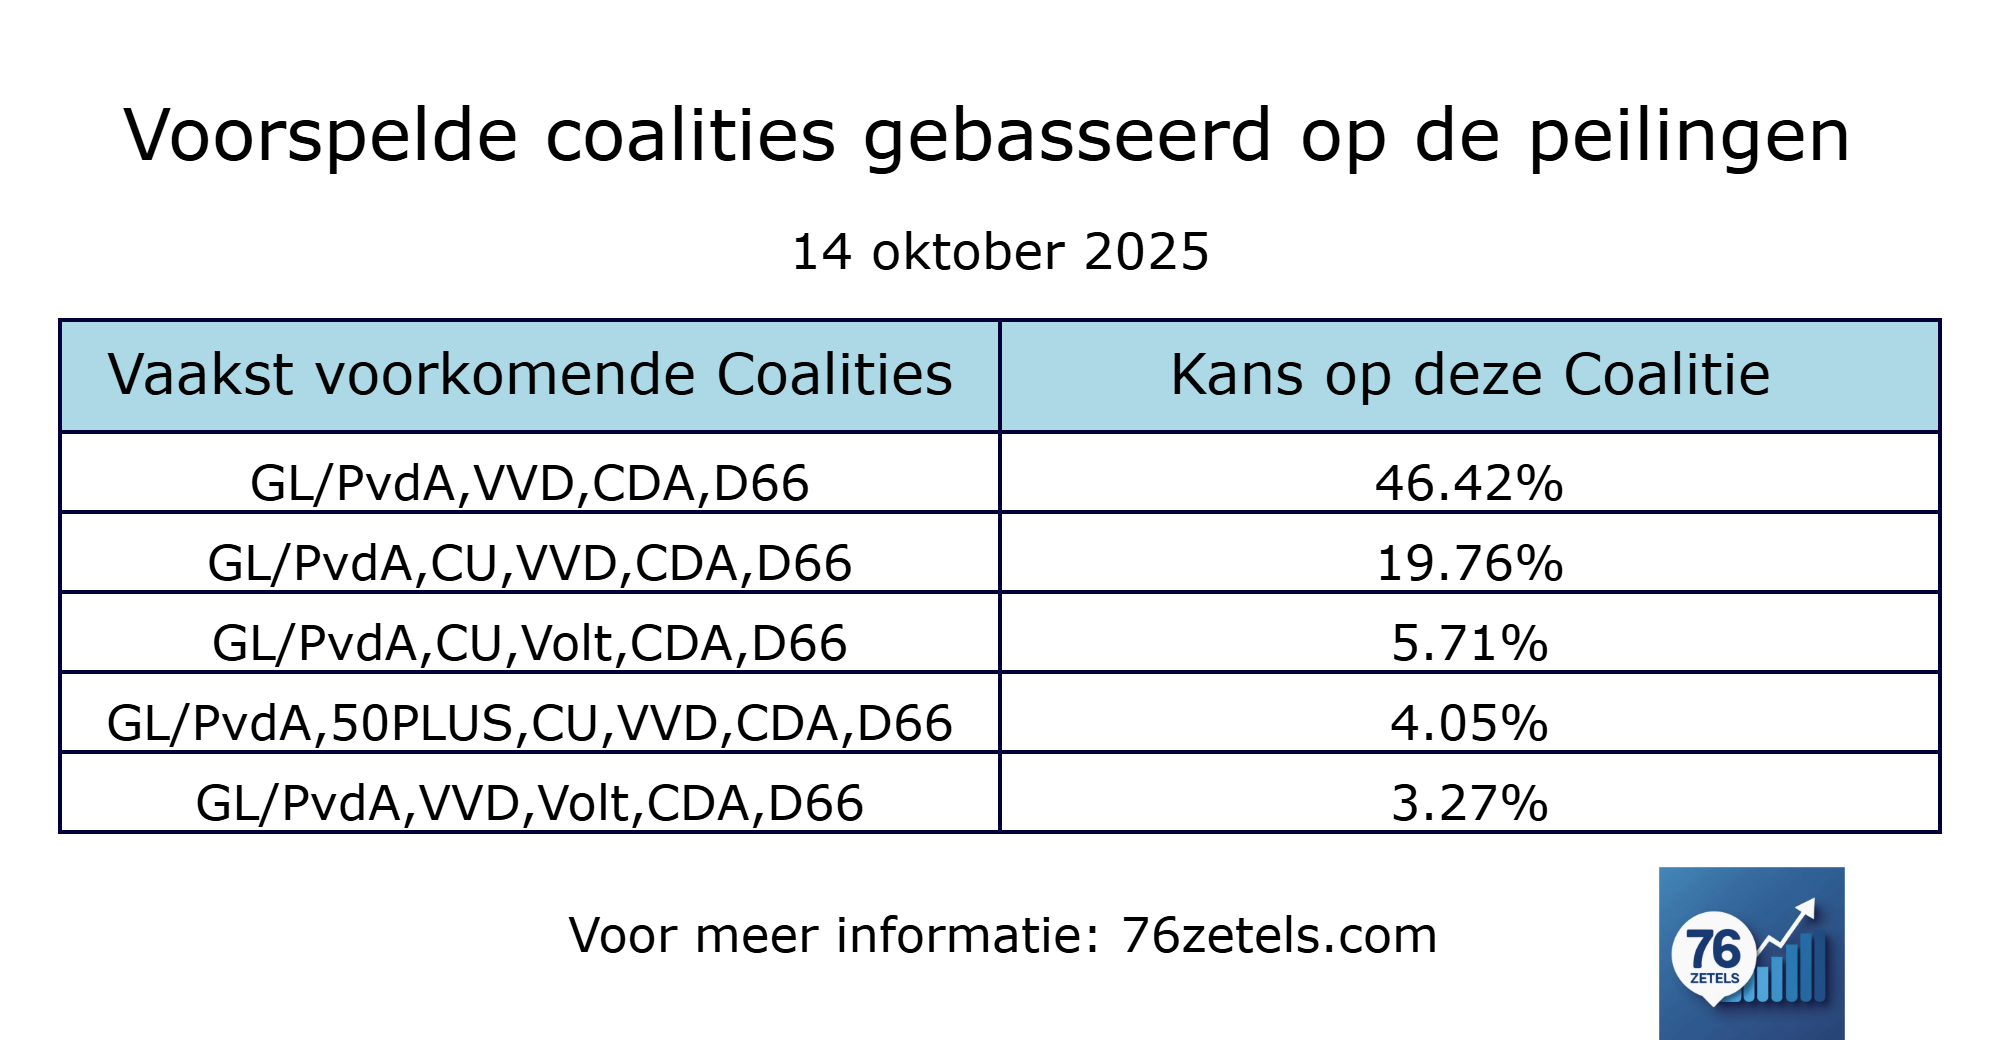 Voorspelde coalities gebasseerd op de peilingen
14 oktober 2025
Vaakst voorkomende Coalities Kans op deze Coalitie
GL/PvdA,VVD,CDA,D66 46.42%
GL/PvdA,CU,VVD,CDA,D66 19.76%
GL/PvdA,CU,Volt,CDA,D66 5.71%
GL/PvdA,50PLUS,CU,VVD,CDA,D66 4.05%
GL/PvdA,VVD,Volt,CDA,D66 3.27%
Voor meer informatie: 76zetels.com
76
ZETELS